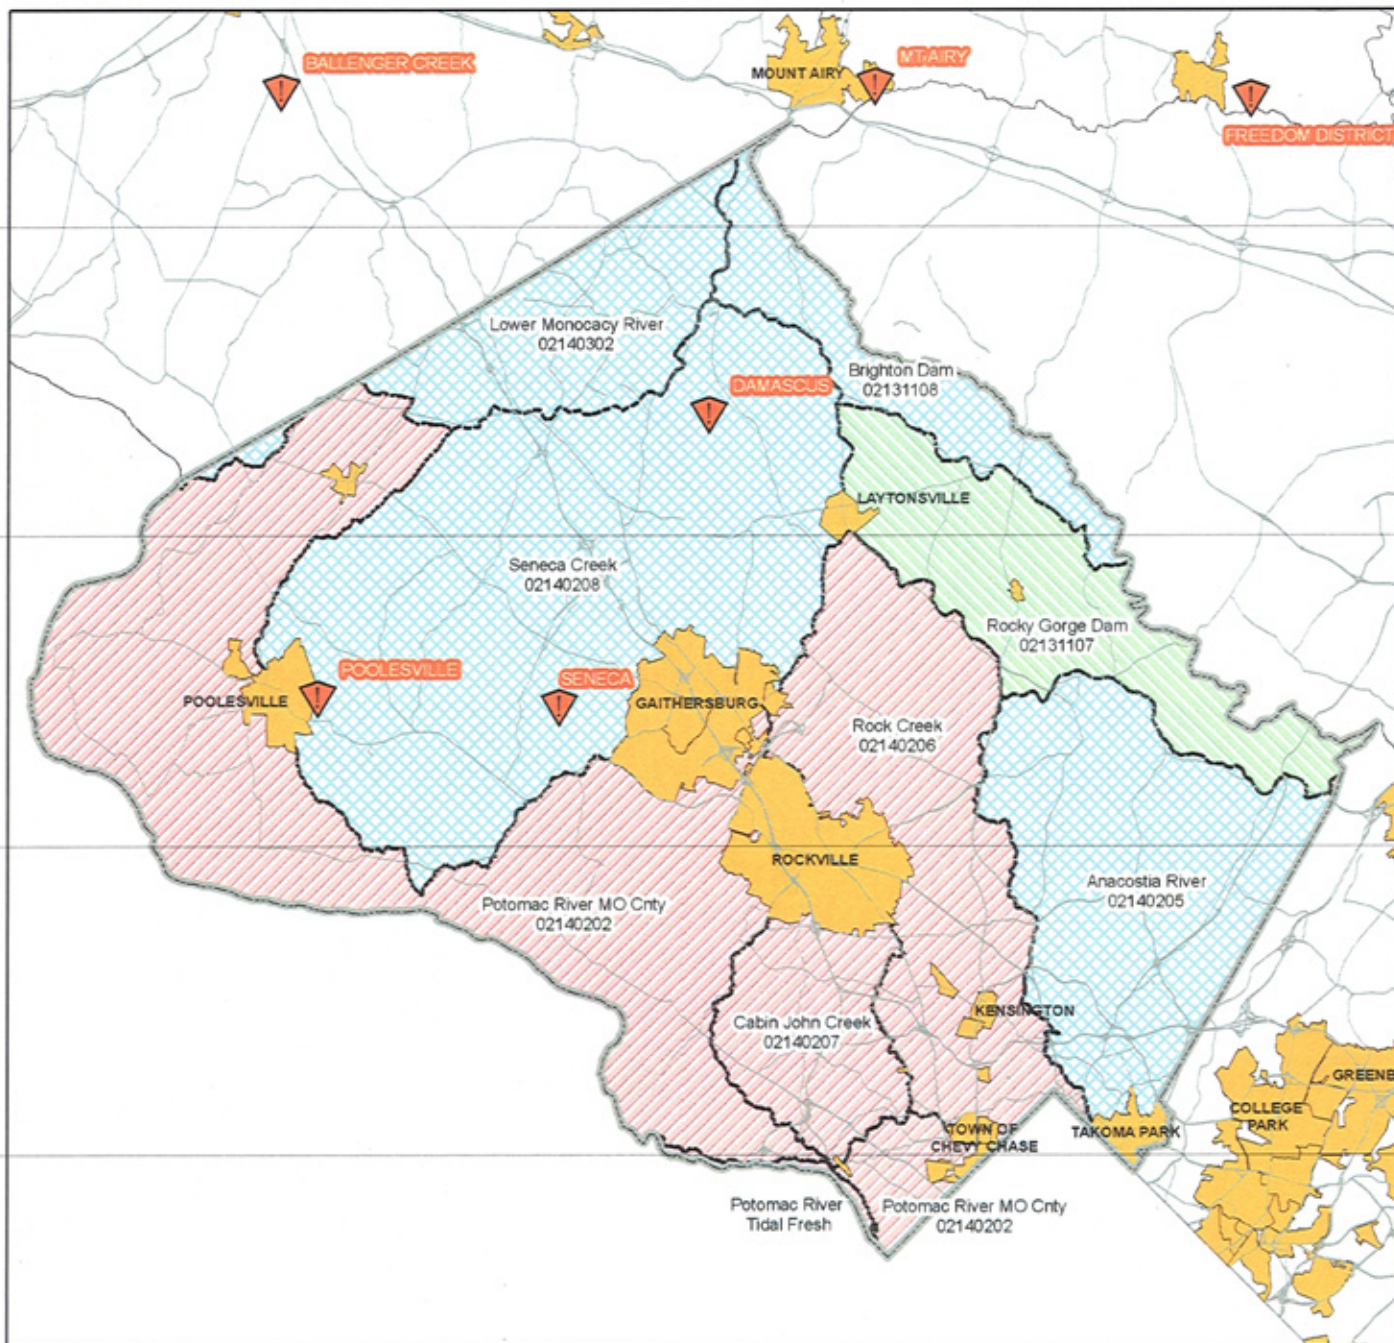 BALLENGER CREEK
MOUNT AIRY
MT AIRY
FREEDOM DISTRICT
Lower Monocacy River
02140302
Brighton Dam
02131108
DAMASCUS
LAYTONSVILLE
Seneca Creek
02140208
Rocky Gorge Dam
02131107
POOLESVILLE
POOLESVILLE
SENECA
GAITHERSBURG
Rock Creek
02140206
ROCKVILLE
Anacostia River
02140205
Potomac River MO Cnty
02140202
Cabin John Creek
02140207
KENSINGTON
GREENB
COLLEGE
PARK
TOWN OF
CHEVY CHASE
TAKOMA PARK
Potomac River
Tidal Fresh
Potomac River MO Cnty
02140202